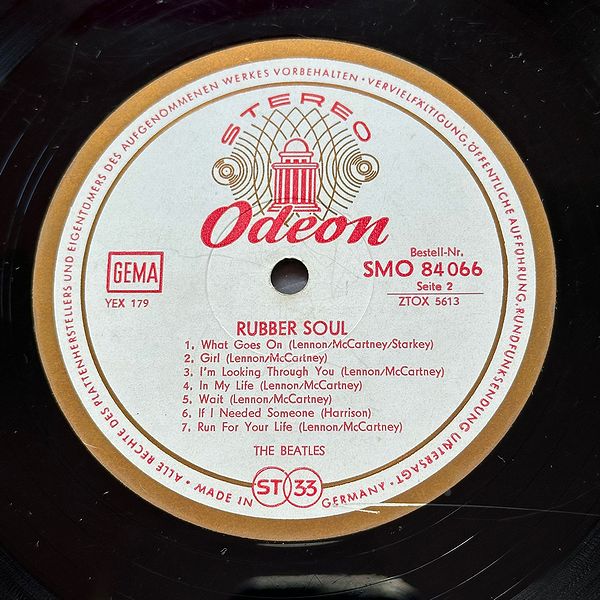 ALLE RECHTE DES PLATTENHERSTELLERS UND EIGENTÜMERS DES AUFGENOMMENEN WERKES VORBEHALTEN • VERVIELFÄLTIGUNG, ÖFFENTLICHE AUFFÜHRUNG, RUNDFUNKSENDUNG UNTERSAGT •
STEREO
Odeon
GEMA
YEX 179
Bestell-Nr.
SMO 84 066
Seite 2
ZTOX 5613
RUBBER SOUL
1. What Goes On (Lennon/McCartney/Starkey)
2. Girl (Lennon/McCartney)
3. I'm Looking Through You (Lennon/McCartney)
4. In My Life (Lennon/McCartney)
5. Wait (Lennon/McCartney)
6. If I Needed Someone (Harrison)
7. Run For Your Life (Lennon/McCartney)
THE BEATLES
• MADE IN GERMANY •
ST 33